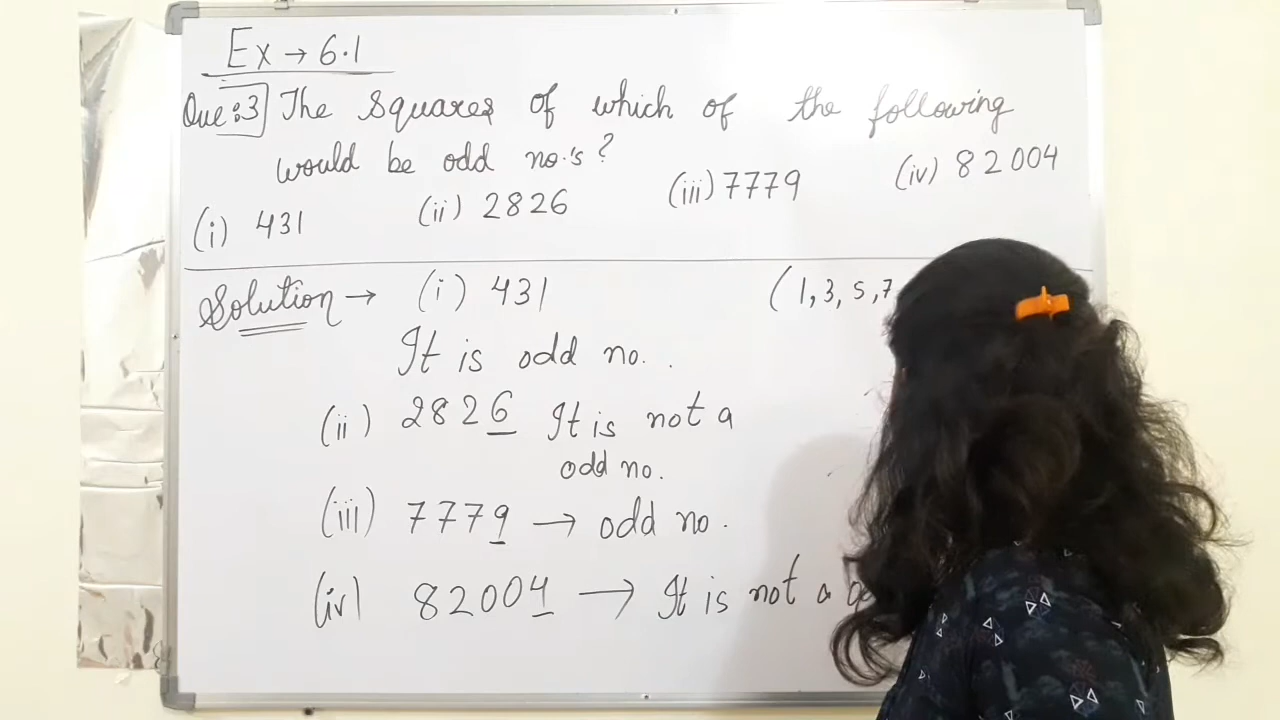 Ex → 6.1
Que:3 The squares of which of the following
would be odd no.'s?
(i) 431 (ii) 2826 (iii) 7779 (iv) 82004
Solution → (i) 431 (1, 3, 5, 7
It is odd no.
(ii) 2826 It is not a
odd no.
(iii) 7779 → odd no.
(iv) 82004 → It is not a